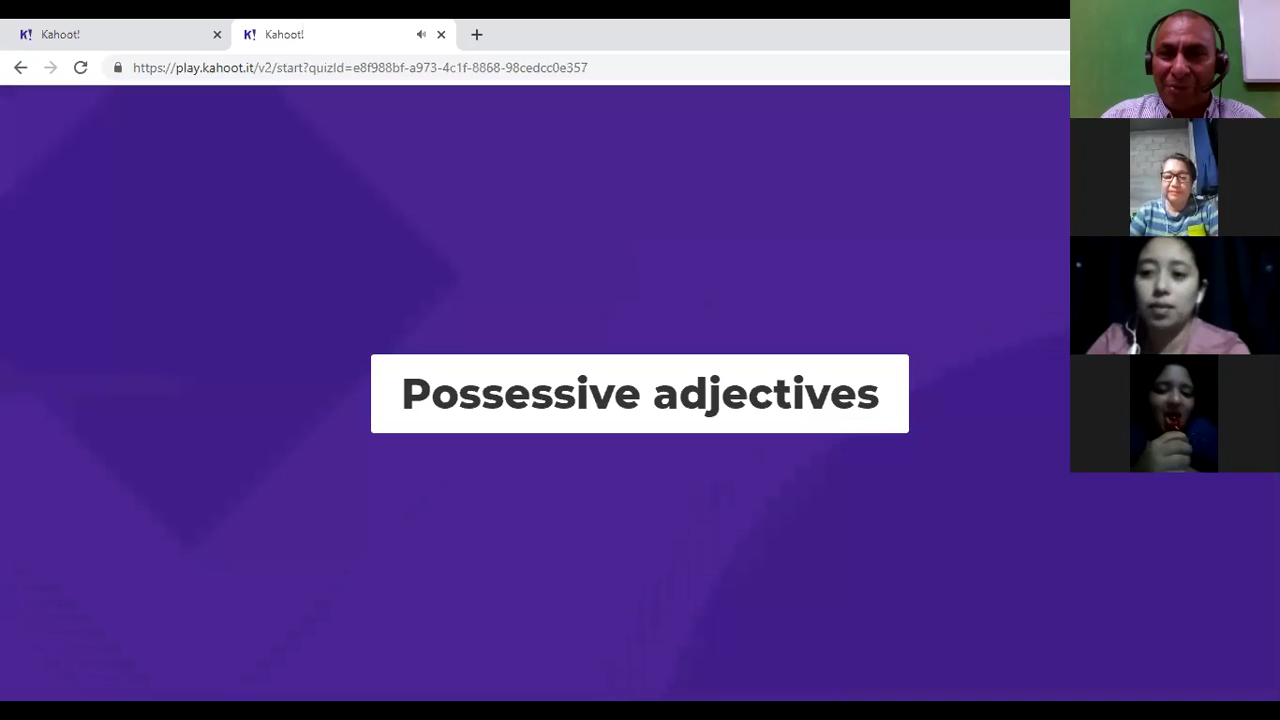 K! Kahoot! K! Kahoot!
https://play.kahoot.it/v2/start?quizId=e8f988bf-a973-4c1f-8868-98cedcc0e357
Possessive adjectives